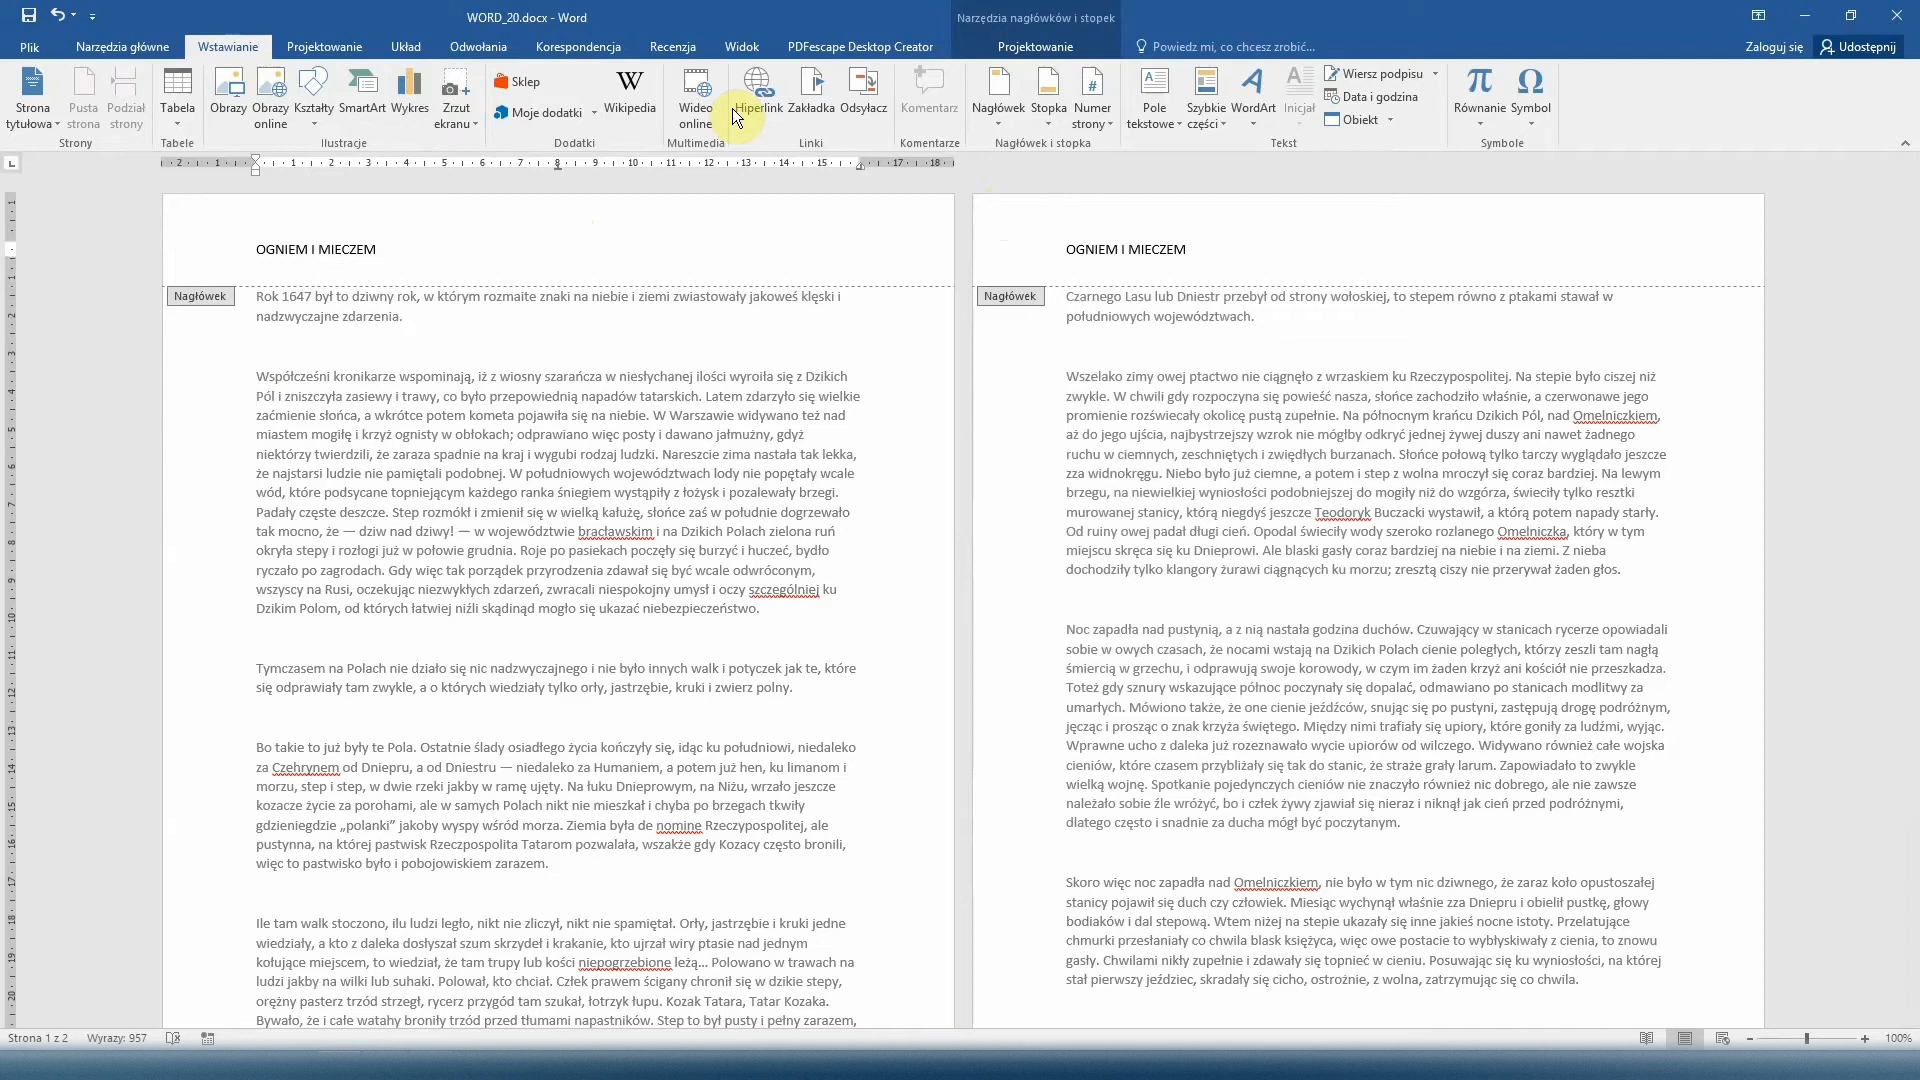 WORD_20.docx - Word
Narzędzia nagłówków i stopek
Plik
Narzędzia główne
Wstawianie
Projektowanie
Układ
Odwołania
Korespondencja
Recenzja
Widok
PDFescape Desktop Creator
Projektowanie
Powiedz mi, co chcesz zrobić...
Zaloguj się
Udostępnij
Strona tytułowa
Pusta strona
Podział strony
Strony
Tabela
Tabele
Obrazy
Obrazy online
Kształty
SmartArt
Wykres
Zrzut ekranu
Ilustracje
Sklep
Moje dodatki
Wikipedia
Dodatki
Wideo online
Multimedia
Hiperlink
Zakładka
Odsyłacz
Linki
Komentarz
Komentarze
Nagłówek
Stopka
Numer strony
Nagłówek i stopka
Pole tekstowe
Szybkie części
WordArt
Inicjał
Wiersz podpisu
Data i godzina
Obiekt
Tekst
Równanie
Symbol
Symbole
OGNIEM I MIECZEM
Nagłówek
Rok 1647 był to dziwny rok, w którym rozmaite znaki na niebie i ziemi zwiastowały jakoweś klęski i
nadzwyczajne zdarzenia.
Współcześni kronikarze wspominają, iż z wiosny szarańcza w niesłychanej ilości wyroiła się z Dzikich
Pól i zniszczyła zasiewy i trawy, co było przepowiednią napadów tatarskich. Latem zdarzyło się wielkie
zaćmienie słońca, a wkrótce potem kometa pojawiła się na niebie. W Warszawie widywano też nad
miastem mogiłę i krzyż ognisty w obłokach; odprawiano więc posty i dawano jałmużny, gdyż
niektórzy twierdzili, że zaraza spadnie na kraj i wygubi rodzaj ludzki. Nareszcie zima nastała tak lekka,
że najstarsi ludzie nie pamiętali podobnej. W południowych województwach lody nie popętały wcale
wód, które podsycane topniejącym każdego ranka śniegiem wystąpiły z łożysk i pozalewały brzegi.
Padały częste deszcze. Step rozmókł i zmienił się w wielką kałużę, słońce zaś w południe dogrzewało
tak mocno, że — dziw nad dziwy! — w województwie bracławskim i na Dzikich Polach zielona ruń
okryła stepy i rozłogi już w połowie grudnia. Roje po pasiekach poczęły się burzyć i huczeć, bydło
ryczało po zagrodach. Gdy więc tak porządek przyrodzenia zdawał się być wcale odwróconym,
wszyscy na Rusi, oczekując niezwykłych zdarzeń, zwracali niespokojny umysł i oczy szczególniej ku
Dzikim Polom, od których łatwiej niźli skądinąd mogło się ukazać niebezpieczeństwo.
Tymczasem na Polach nie działo się nic nadzwyczajnego i nie było innych walk i potyczek jak te, które
się odprawiały tam zwykle, a o których wiedziały tylko orły, jastrzębie, kruki i zwierz polny.
Bo takie to już były te Pola. Ostatnie ślady osiadłego życia kończyły się, idąc ku południowi, niedaleko
za Czehrynem od Dniepru, a od Dniestru — niedaleko za Humaniem, a potem już hen, ku limanom i
morzu, step i step, w dwie rzeki jakby w ramę ujęty. Na łuku Dnieprowym, na Niżu, wrzało jeszcze
kozacze życie za porohami, ale w samych Polach nikt nie mieszkał i chyba po brzegach tkwiły
gdzieniegdzie „polanki” jakoby wyspy wśród morza. Ziemia była de nomine Rzeczypospolitej, ale
pustynna, na której pastwisk Rzeczpospolita Tatarom pozwalała, wszakże gdy Kozacy często bronili,
więc to pastwisko było i pobojowiskiem zarazem.
Ile tam walk stoczono, ilu ludzi legło, nikt nie zliczył, nikt nie spamiętał. Orły, jastrzębie i kruki jedne
wiedziały, a kto z daleka dosłyszał szum skrzydeł i krakanie, kto ujrzał wiry ptasie nad jednym
kołujące miejscem, to wiedział, że tam trupy lub kości niepogrzebione leżą... Polowano w trawach na
ludzi jakby na wilki lub suhaki. Polował, kto chciał. Człek prawem ścigany chronił się w dzikie stepy,
orężny pasterz trzód strzegł, rycerz przygód tam szukał, łotrzyk łupu. Kozak Tatara, Tatar Kozaka.
Bywało, że i całe watahy broniły trzód przed tłumami napastników. Step to był pusty i pełny zarazem,
OGNIEM I MIECZEM
Nagłówek
Czarnego Lasu lub Dniestr przebył od strony wołoskiej, to stepem równo z ptakami stawał w
południowych województwach.
Wszelako zimy owej ptactwo nie ciągnęło z wrzaskiem ku Rzeczypospolitej. Na stepie było ciszej niż
zwykle. W chwili gdy rozpoczyna się powieść nasza, słońce zachodziło właśnie, a czerwonawe jego
promienie rozświecały okolicę pustą zupełnie. Na północnym krańcu Dzikich Pól, nad Omelniczkiem,
aż do jego ujścia, najbystrzejszy wzrok nie mógłby odkryć jednej żywej duszy ani nawet żadnego
ruchu w ciemnych, zeschniętych i zwiędłych burzanach. Słońce połową tylko tarczy wyglądało jeszcze
zza widnokręgu. Niebo było już ciemne, a potem i step z wolna mroczył się coraz bardziej. Na lewym
brzegu, na niewielkiej wyniosłości podobniejszej do mogiły niż do wzgórza, świeciły tylko resztki
murowanej stanicy, którą niegdyś jeszcze Teodoryk Buczacki wystawił, a którą potem napady starły.
Od ruiny owej padał długi cień. Opodal świeciły wody szeroko rozlanego Omelniczka, który w tym
miejscu skręca się ku Dnieprowi. Ale blaski gasły coraz bardziej na niebie i na ziemi. Z nieba
dochodziły tylko klangory żurawi ciągnących ku morzu; zresztą ciszy nie przerywał żaden głos.
Noc zapadła nad pustynią, a z nią nastała godzina duchów. Czuwający w stanicach rycerze opowiadali
sobie w owych czasach, że nocami wstają na Dzikich Polach cienie poległych, którzy zeszli tam nagłą
śmiercią w grzechu, i odprawują swoje korowody, w czym im żaden krzyż ani kościół nie przeszkadza.
Toteż gdy sznury wskazujące północ poczynały się dopalać, odmawiano po stanicach modlitwy za
umarłych. Mówiono także, że one cienie jeźdźców, snując się po pustyni, zastępują drogę podróżnym,
jęcząc i prosząc o znak krzyża świętego. Między nimi trafiały się upiory, które goniły za ludźmi, wyjąc.
Wprawne ucho z daleka już rozeznawało wycie upiorów od wilczego. Widywano również całe wojska
cieniów, które czasem przybliżały się tak do stanic, że straże grały larum. Zapowiadało to zwykle
wielką wojnę. Spotkanie pojedynczych cieniów nie znaczyło również nic dobrego, ale nie zawsze
należało sobie źle wróżyć, bo i człek żywy zjawiał się nieraz i niknął jak cień przed podróżnymi,
dlatego często i snadnie za ducha mógł być poczytanym.
Skoro więc noc zapadła nad Omelniczkiem, nie było w tym nic dziwnego, że zaraz koło opustoszałej
stanicy pojawił się duch czy człowiek. Miesiąc wychynął właśnie zza Dniepru i obielił pustkę, głowy
bodiaków i dal stepową. Wtem niżej na stepie ukazały się inne jakieś nocne istoty. Przelatujące
chmurki przesłaniały co chwila blask księżyca, więc owe postacie to wybłyskiwały z cienia, to znowu
gasły. Chwilami nikły zupełnie i zdawały się topnieć w cieniu. Posuwając się ku wyniosłości, na której
stał pierwszy jeździec, skradały się cicho, ostrożnie, z wolna, zatrzymując się co chwila.
Strona 1 z 2
Wyrazy: 957
100%